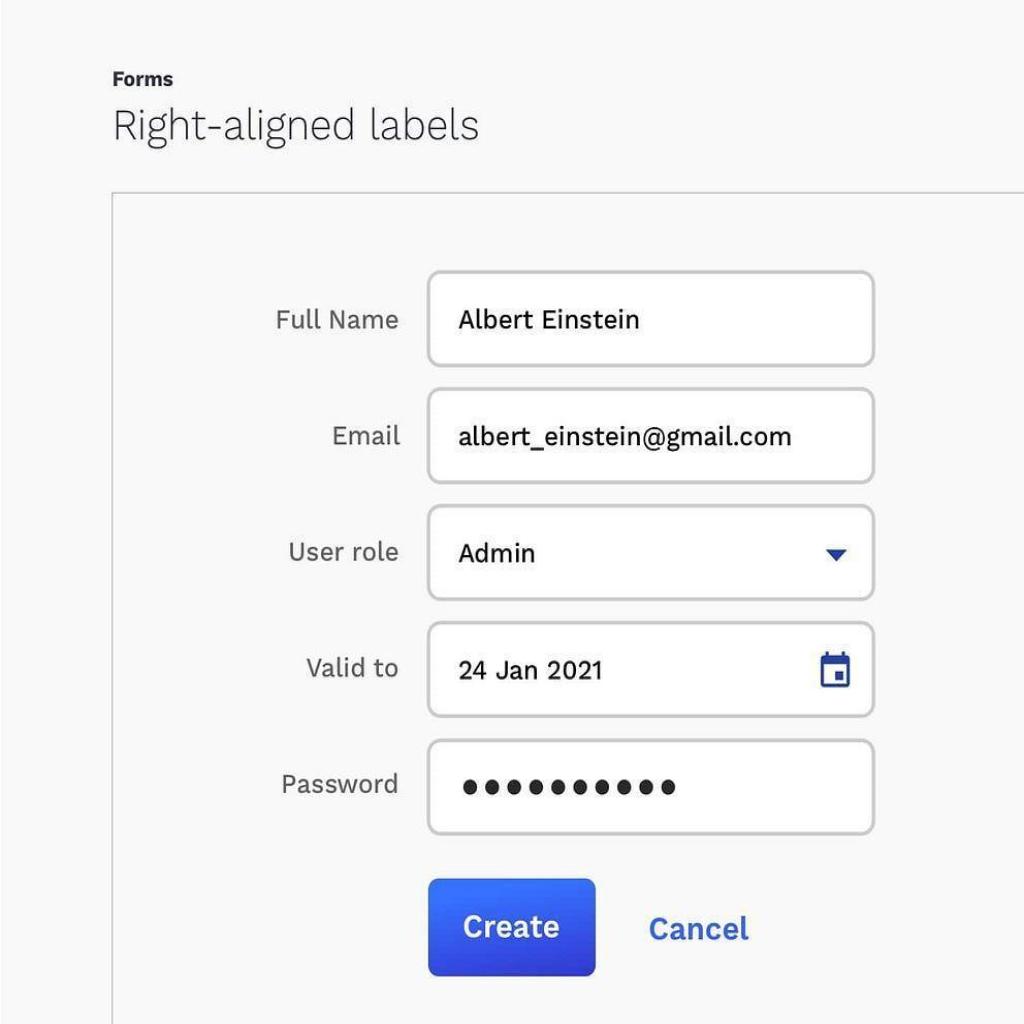 Forms
Right-aligned labels
Full Name Albert Einstein
Email albert_einstein@gmail.com
User role Admin
Valid to 24 Jan 2021
Password ●●●●●●●●●●
Create Cancel